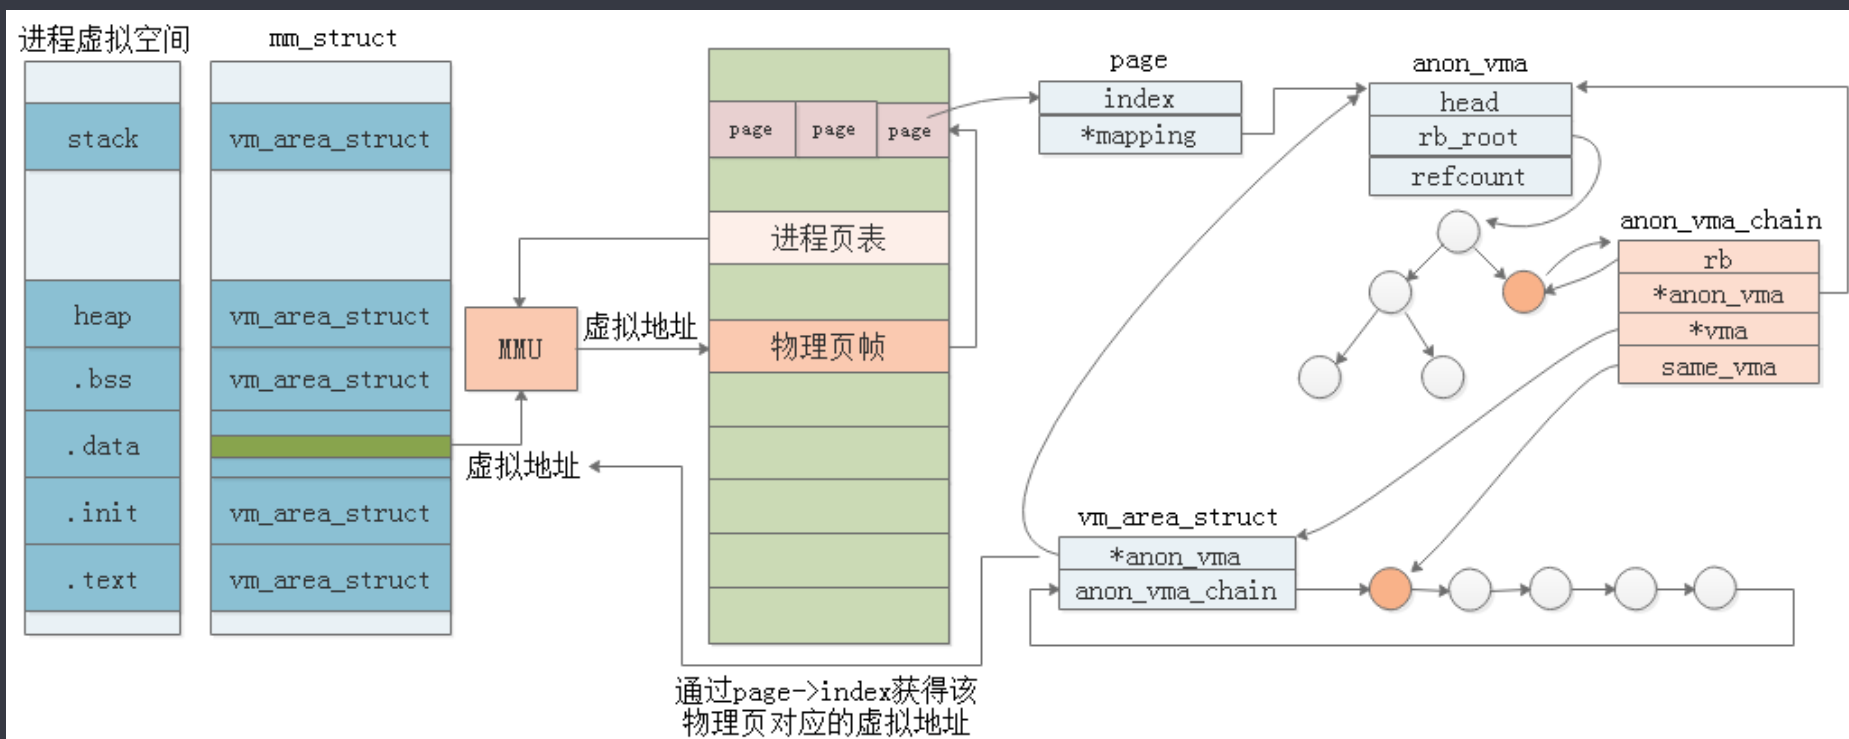 进程虚拟空间
mm_struct
stack
heap
.bss
.data
.init
.text
vm_area_struct
vm_area_struct
vm_area_struct
vm_area_struct
vm_area_struct
MMU
虚拟地址
虚拟地址
page
page
page
进程页表
物理页帧
page
index
*mapping
anon_vma
head
rb_root
refcount
anon_vma_chain
rb
*anon_vma
*vma
same_vma
vm_area_struct
*anon_vma
anon_vma_chain
通过page->index获得该
物理页对应的虚拟地址